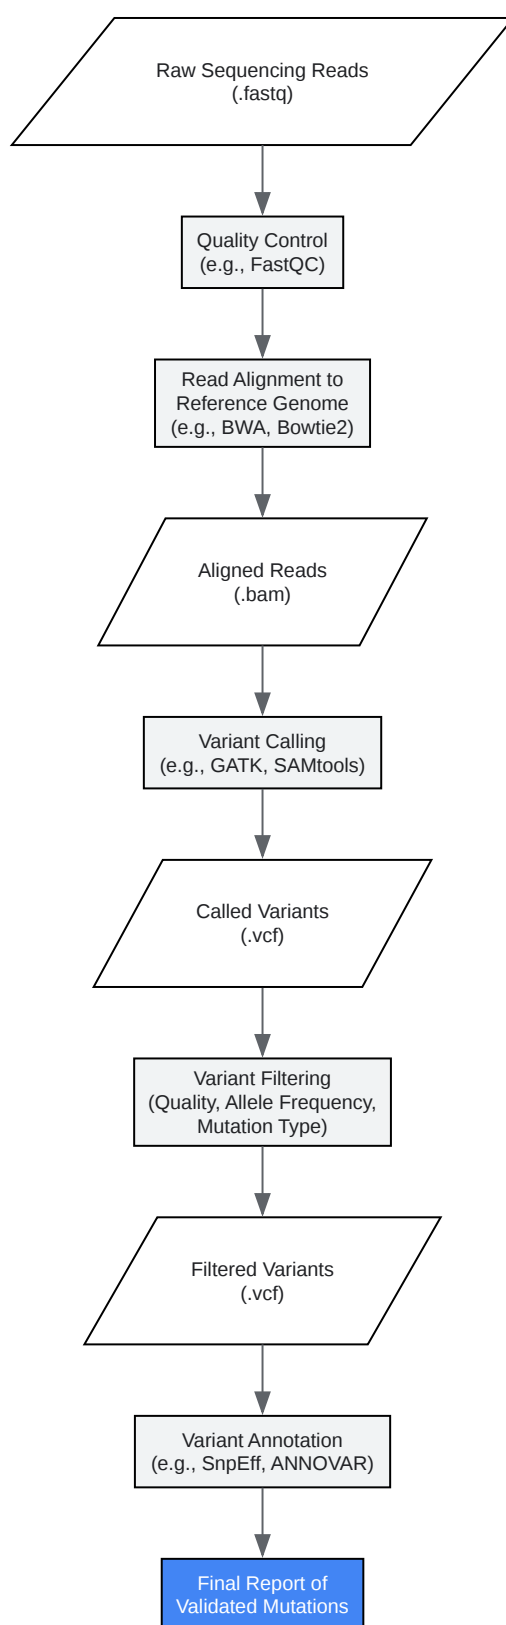 Raw Sequencing Reads
(.fastq)
Quality Control
(e.g., FastQC)
Read Alignment to
Reference Genome
(e.g., BWA, Bowtie2)
Aligned Reads
(.bam)
Variant Calling
(e.g., GATK, SAMtools)
Called Variants
(.vcf)
Variant Filtering
(Quality, Allele Frequency,
Mutation Type)
Filtered Variants
(.vcf)
Variant Annotation
(e.g., SnpEff, ANNOVAR)
Final Report of
Validated Mutations